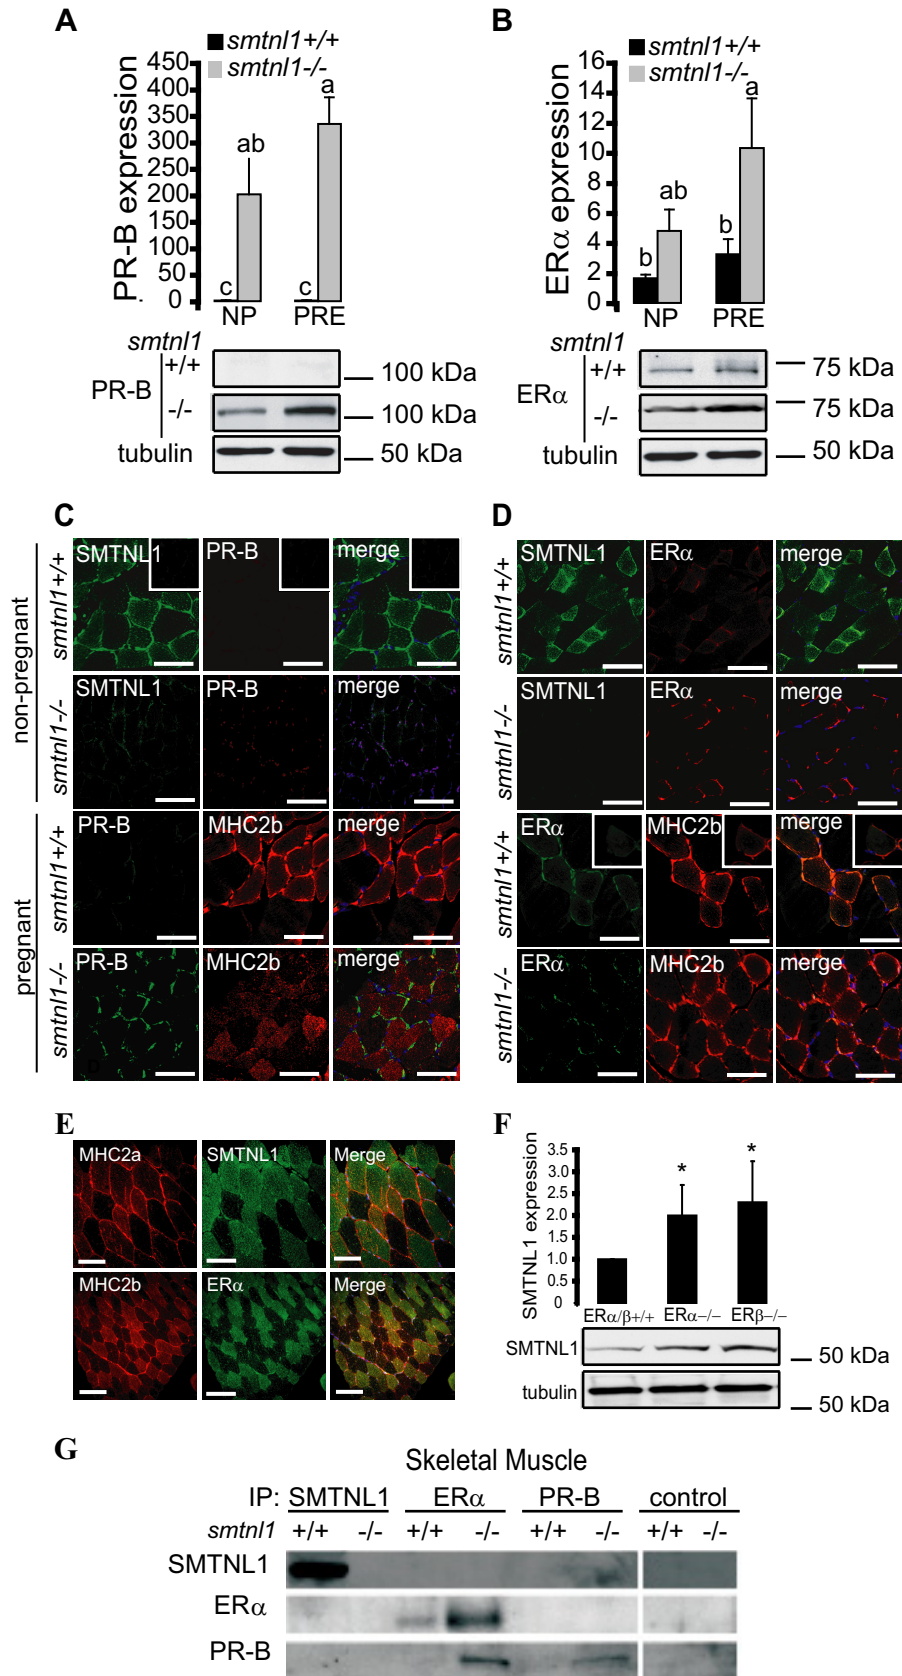 A
smtnl1+/+
smtnl1-/-
PR-B expression
450
400
350
300
250
200
150
100
50
0
c
ab
c
a
NP
PRE
smtnl1
PR-B
+/+
-/-
100 kDa
100 kDa
tubulin
50 kDa
B
smtnl1+/+
smtnl1-/-
ERα epxression
16
14
12
10
8
6
4
2
0
b
ab
b
a
NP
PRE
smtnl1
ERα
+/+
-/-
75 kDa
75 kDa
tubulin
50 kDa
C
non-pregnant
pregnant
smtnl1+/+
SMTNL1
PR-B
merge
smtnl1-/-
SMTNL1
PR-B
merge
smtnl1+/+
PR-B
MHC2b
merge
smtnl1-/-
PR-B
MHC2b
merge
D
D
smtnl1+/+
SMTNL1
ERα
merge
smtnl1-/-
SMTNL1
ERα
merge
smtnl1+/+
ERα
MHC2b
merge
smtnl1-/-
ERα
MHC2b
merge
E
MHC2a
SMTNL1
Merge
MHC2b
ERα
Merge
F
SMTNL1 expression
3.5
3.0
2.5
2.0
1.5
1.0
0.5
0
*
*
ERα/β+/+
ERα−/−
ERβ−/−
SMTNL1
50 kDa
tubulin
50 kDa
G
Skeletal Muscle
IP: SMTNL1 ERα PR-B control
smtnl1 +/+ -/- +/+ -/- +/+ -/- +/+ -/-
SMTNL1
ERα
PR-B